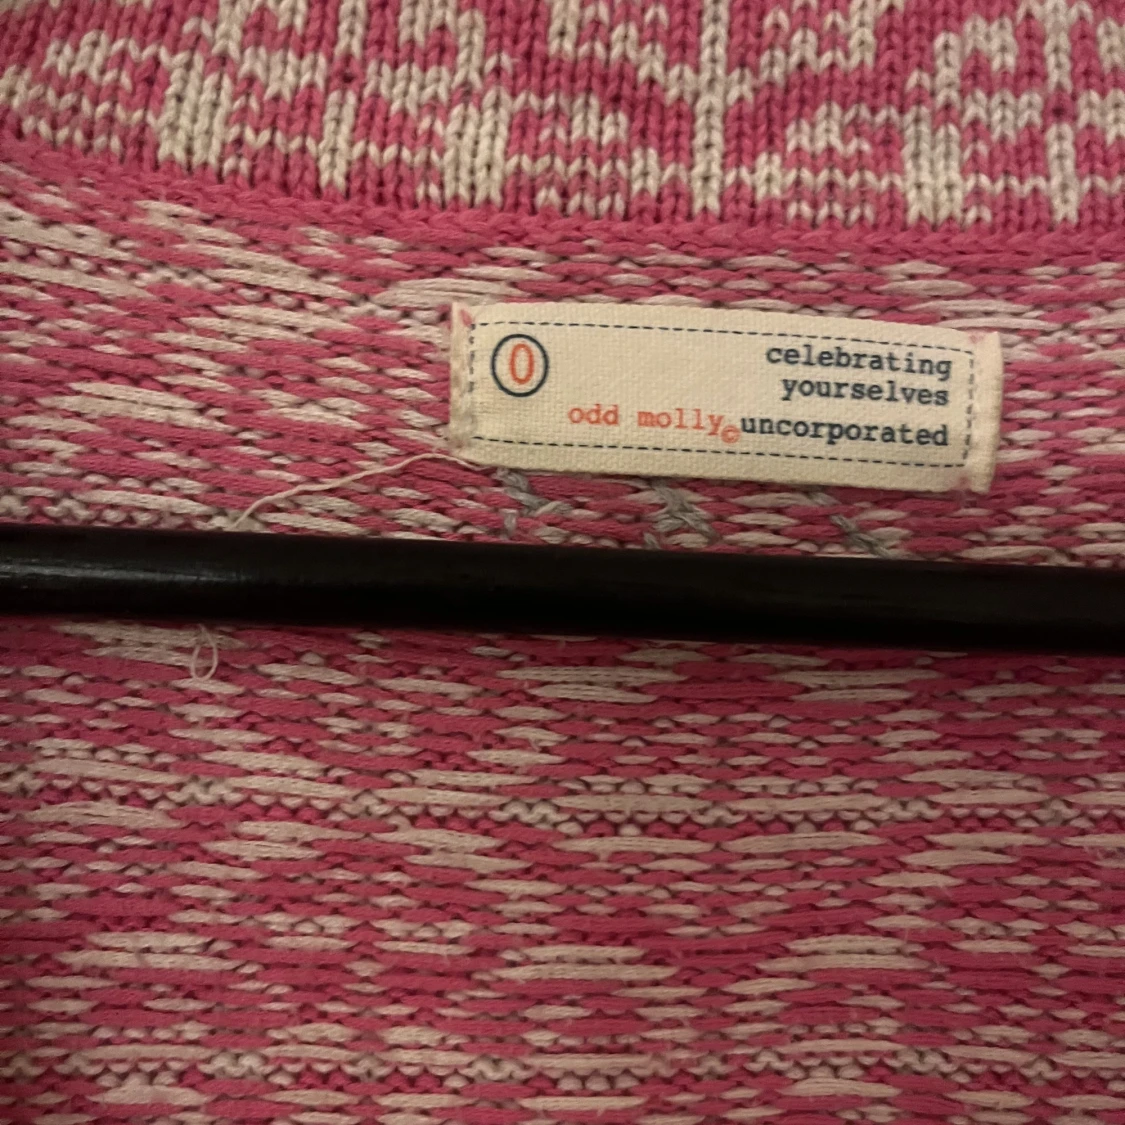 0
celebrating
yourselves
odd molly©uncorporated